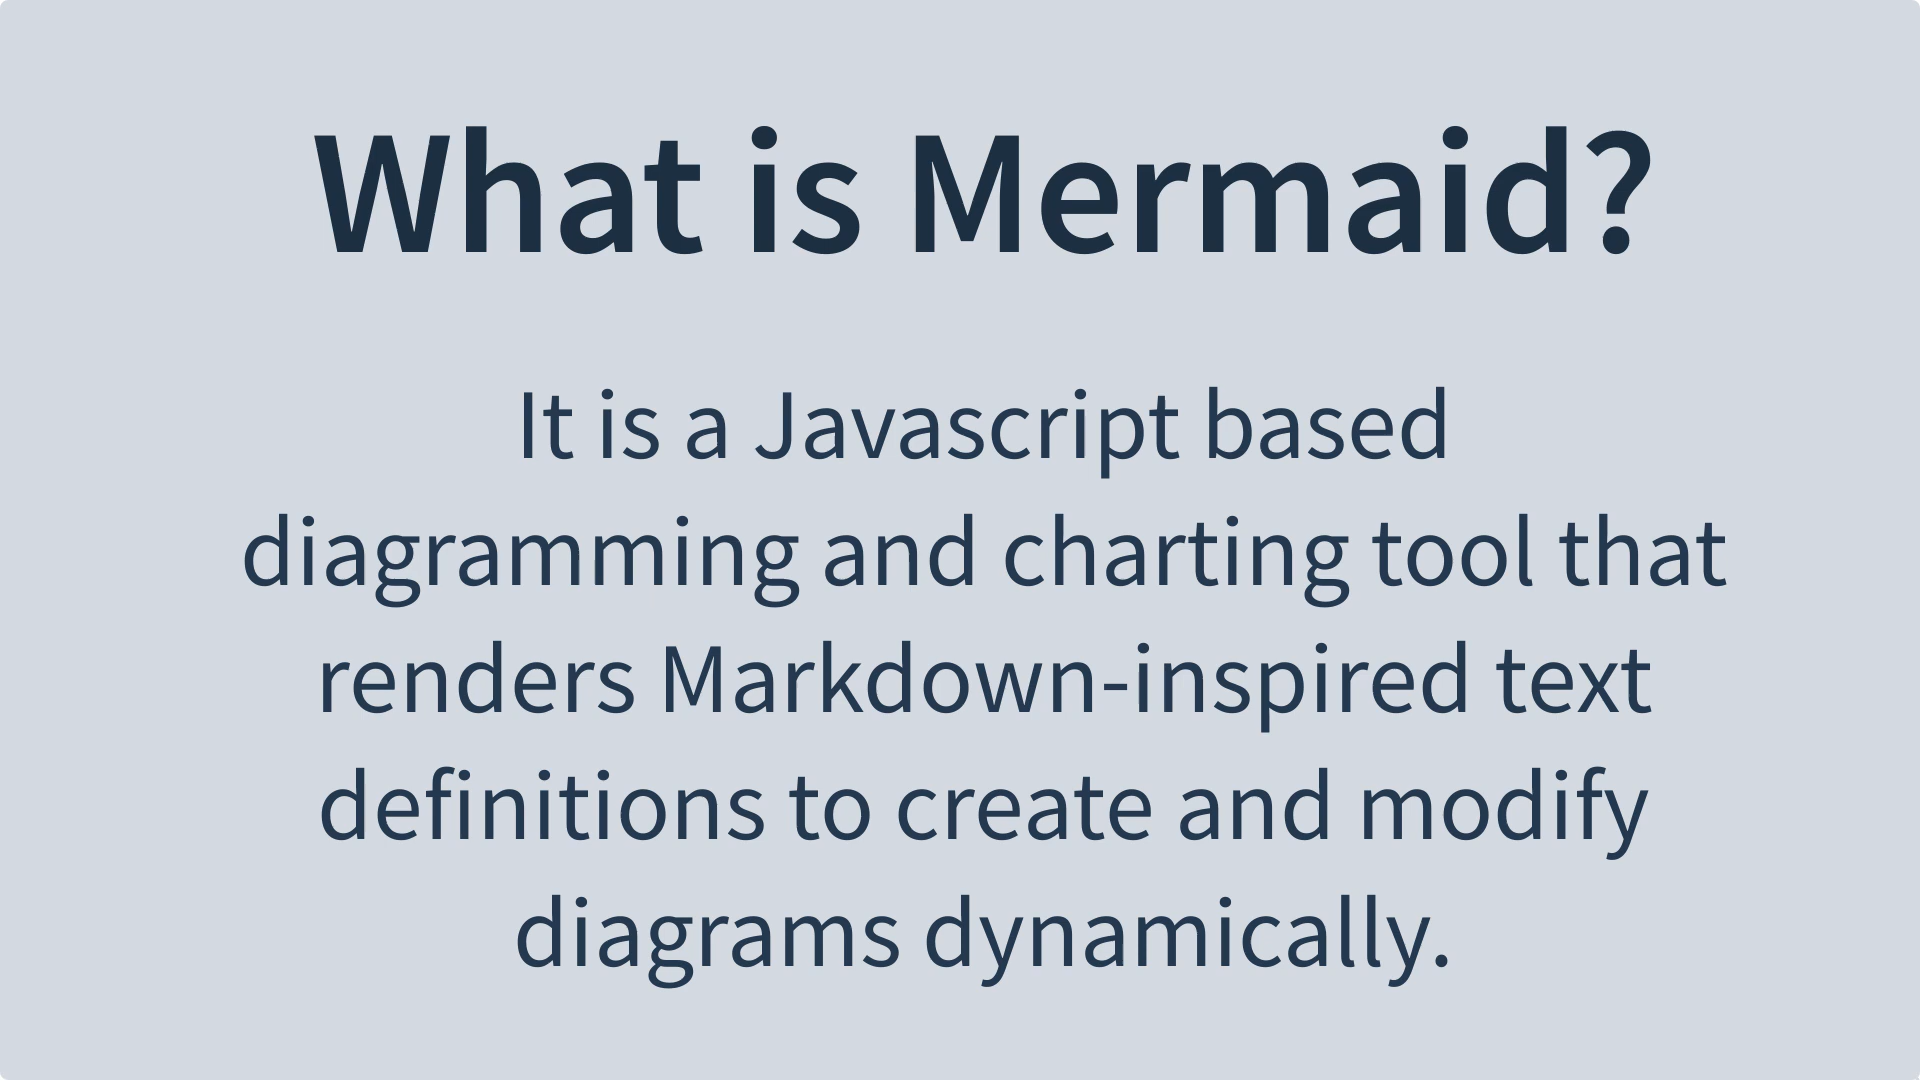 What is Mermaid?
It is a Javascript based
diagramming and charting tool that
renders Markdown-inspired text
definitions to create and modify
diagrams dynamically.